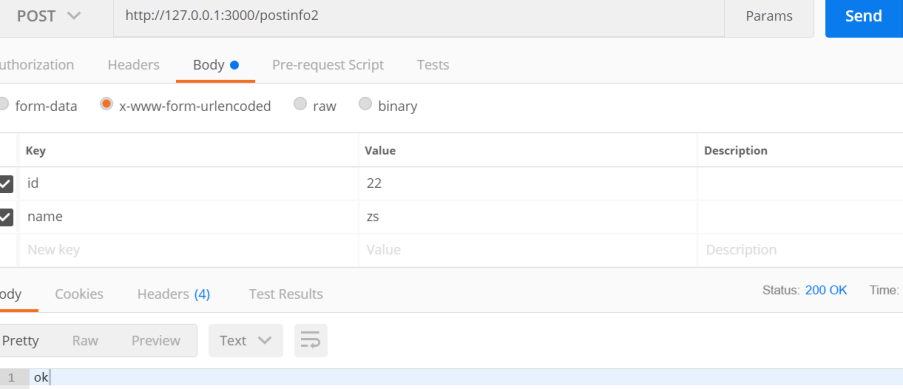 POST http://127.0.0.1:3000/postinfo2 Params Send
uthorization Headers Body Pre-request Script Tests
form-data x-www-form-urlencoded raw binary
Key Value Description
id 22
name zs
New key Value Description
ody Cookies Headers (4) Test Results Status: 200 OK Time:
Pretty Raw Preview Text
1 ok